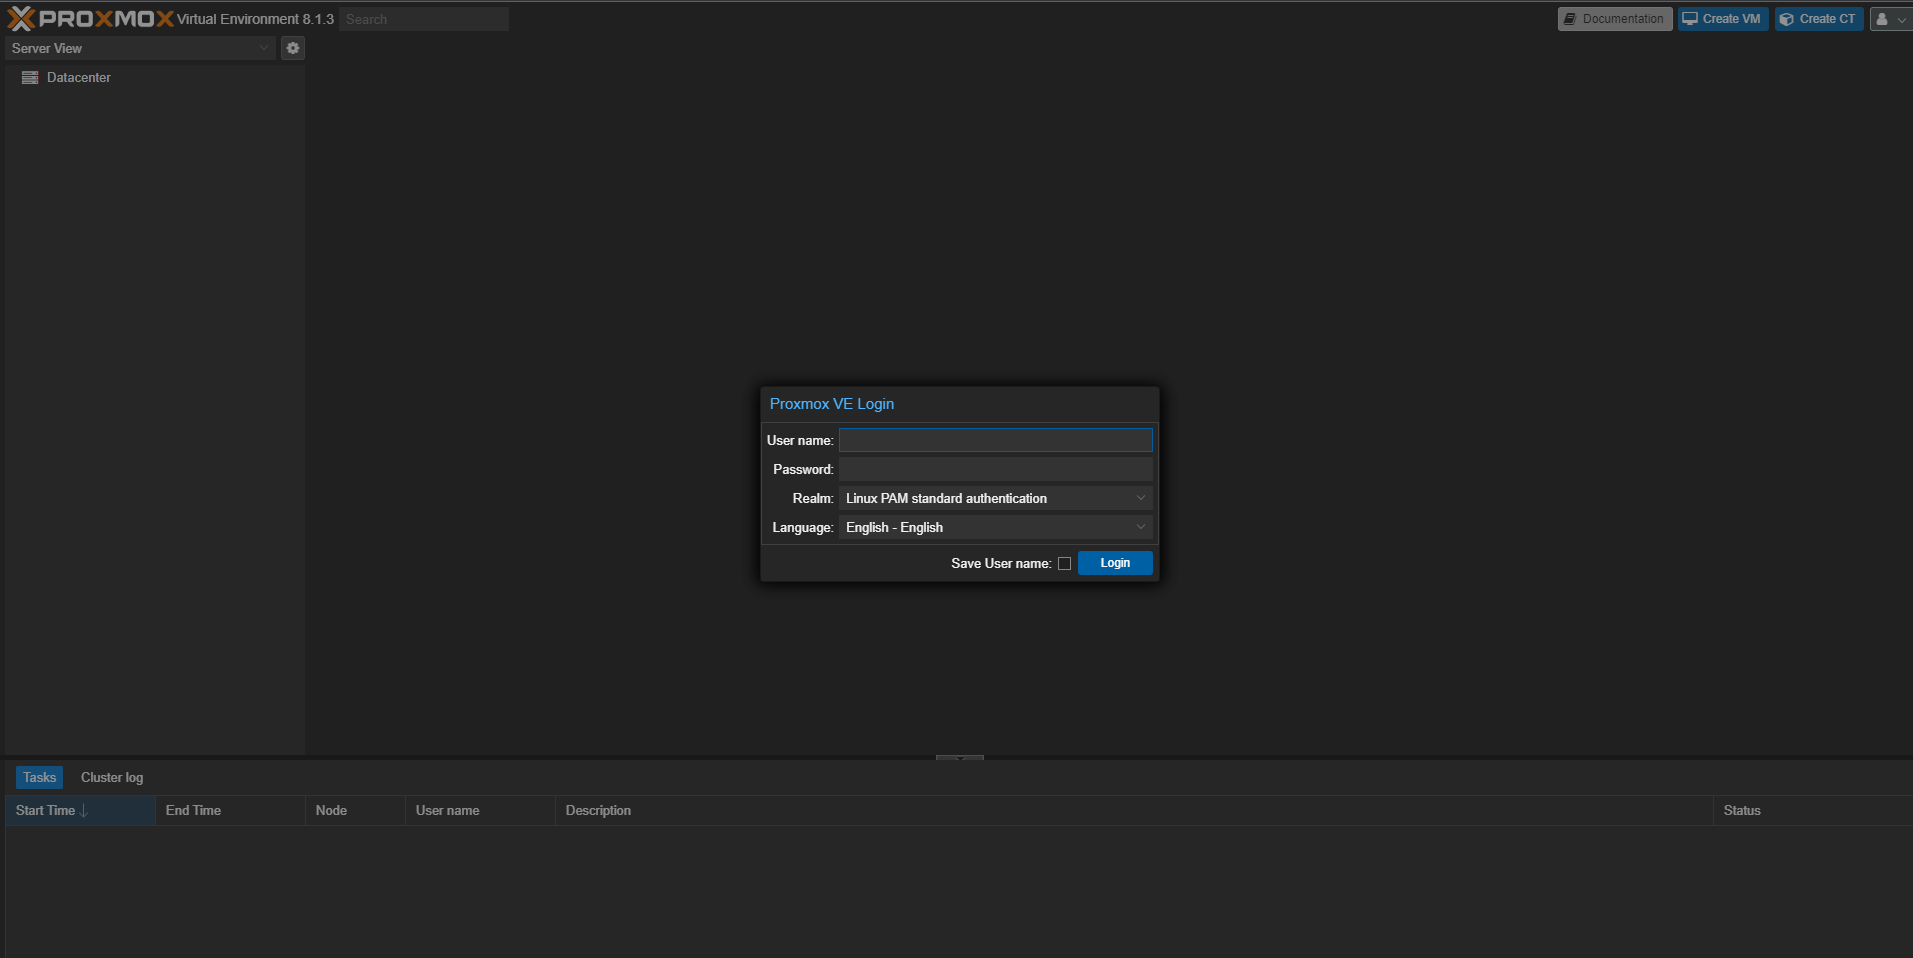 PROXMOX Virtual Environment 8.1.3 Search Documentation Create VM Create CT
Server View
Datacenter
Proxmox VE Login
User name:
Password:
Realm: Linux PAM standard authentication
Language: English - English
Save User name: Login
Tasks Cluster log
Start Time End Time Node User name Description Status